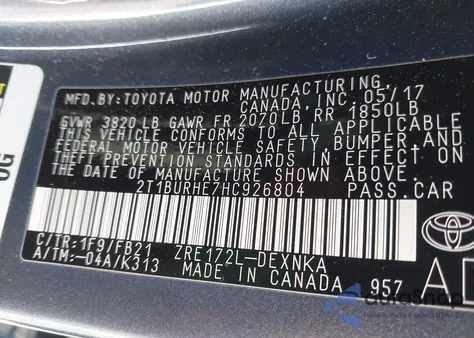 MFD. BY: TOYOTA MOTOR MANUFACTURING
CANADA, INC. 05/17
GVWR 3820 LB GAWR FR 2070LB RR 1850LB
THIS VEHICLE CONFORMS TO ALL APPLICABLE
FEDERAL MOTOR VEHICLE SAFETY, BUMPER, AND
THEFT PREVENTION STANDARDS IN EFFECT ON
THE DATE OF MANUFACTURE SHOWN ABOVE.
2T1BURHE7HC926804 PASS. CAR
C/TR: 1F9/FB21 ZRE172L-DEXNKA
A/TM: -04A/K313 MADE IN CANADA 957
TOYOTA
OG